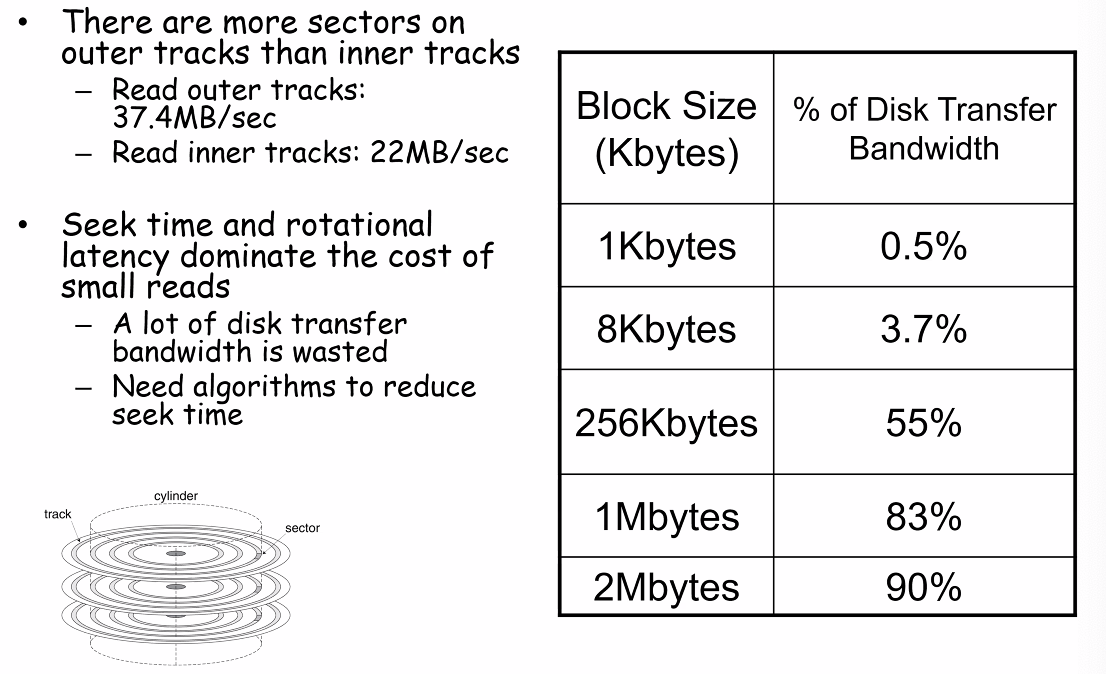 • There are more sectors on
outer tracks than inner tracks
– Read outer tracks:
37.4MB/sec
– Read inner tracks: 22MB/sec
• Seek time and rotational
latency dominate the cost of
small reads
– A lot of disk transfer
bandwidth is wasted
– Need algorithms to reduce
seek time
cylinder
track
sector
Block Size
(Kbytes)
% of Disk Transfer
Bandwidth
1Kbytes
0.5%
8Kbytes
3.7%
256Kbytes
55%
1Mbytes
83%
2Mbytes
90%